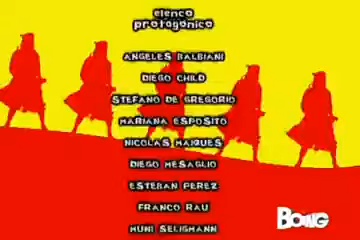 elenco
protagónico
ANGELES BALBIANI
DIEGO CHILD
STEFANO DE GREGORIO
MARIANA ESPOSITO
NICOLAS MAIQUES
DIEGO MESAGLIO
ESTEBAN PEREZ
FRANCO RAU
MUNI SELIGMANN
BOING